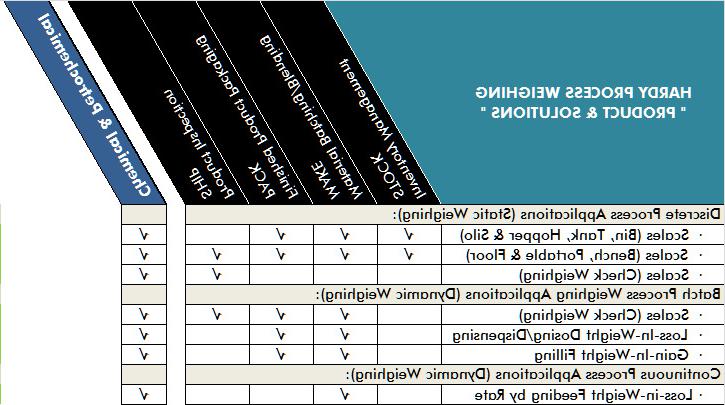 HARDY PROCESS WEIGHING
" PRODUCT & SOLUTIONS "
Inventory Management
STOCK
Material Batching/Blending
MAKE
Finished Product Packaging
PACK
Product Inspection
SHIP
Chemical & Petrochemical
Discrete Process Applications (Static Weighing):
· Scales (Bin, Tank, Hopper & Silo) √ √ √ √
· Scales (Bench, Portable & Floor) √ √ √ √ √
· Scales (Check Weighing) √ √
Batch Process Weighing Applications (Dynamic Weighing):
· Scales (Check Weighing) √ √ √ √
· Loss-In-Weight Dosing/Dispensing √ √ √
· Gain-In-Weight Filling √ √ √
Continuous Process Applications (Dynamic Weighing):
· Loss-in-Weight Feeding by Rate √ √